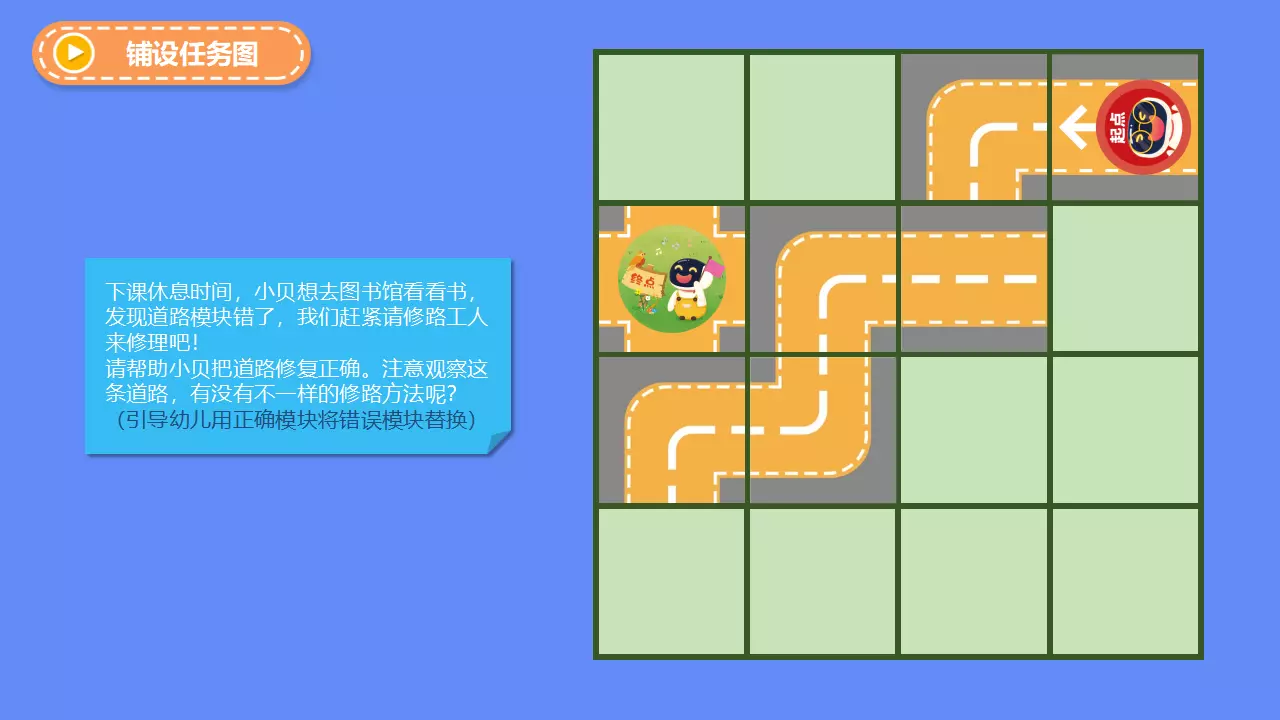 铺设任务图
起点
终点
下课休息时间，小贝想去图书馆看看书，
发现道路模块错了，我们赶紧请修路工人
来修理吧！
请帮助小贝把道路修复正确。注意观察这
条道路，有没有不一样的修路方法呢？
（引导幼儿用正确模块将错误模块替换）